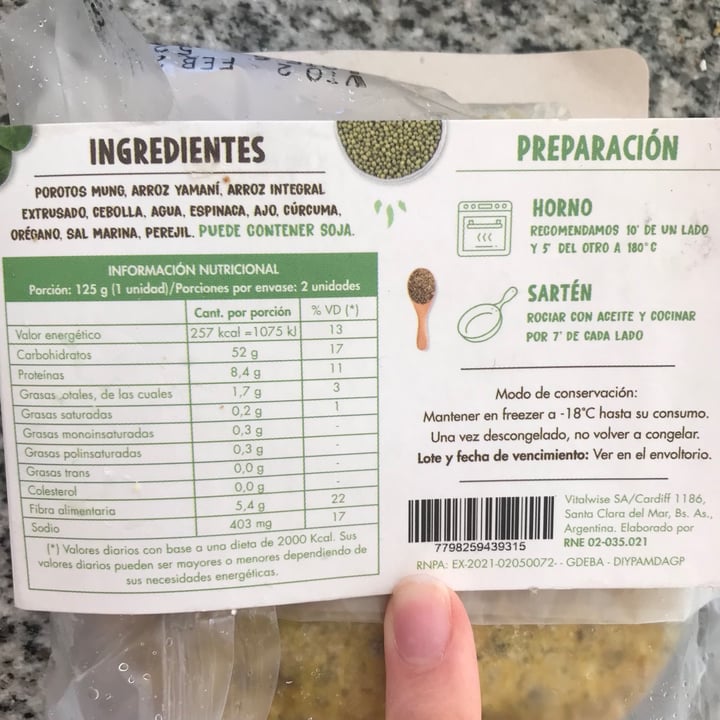 VTO 2
FEB 2
INGREDIENTES
POROTOS MUNG, ARROZ YAMANÍ, ARROZ INTEGRAL
EXTRUSADO, CEBOLLA, AGUA, ESPINACA, AJO, CÚRCUMA,
ORÉGANO, SAL MARINA, PEREJIL. PUEDE CONTENER SOJA.
INFORMACIÓN NUTRICIONAL
Porción: 125 g (1 unidad)/Porciones por envase: 2 unidades
Cant. por porción % VD (*)
Valor energético 257 kcal =1075 kJ 13
Carbohidratos 52 g 17
Proteínas 8,4 g 11
Grasas otales, de las cuales 1,7 g 3
Grasas saturadas 0,2 g 1
Grasas monoinsaturadas 0,3 g -
Grasas polinsaturadas 0,3 g -
Grasas trans 0,0 g -
Colesterol 0,0 g -
Fibra alimentaria 5,4 g 22
Sodio 403 mg 17
(*) Valores diarios con base a una dieta de 2000 Kcal. Sus
valores diarios pueden ser mayores o menores dependiendo de
sus necesidades energéticas.
PREPARACIÓN
HORNO
RECOMENDAMOS 10' DE UN LADO
Y 5' DEL OTRO A 180°C
SARTÉN
ROCIAR CON ACEITE Y COCINAR
POR 7' DE CADA LADO
Modo de conservación:
Mantener en freezer a -18°C hasta su consumo.
Una vez descongelado, no volver a congelar.
Lote y fecha de vencimiento: Ver en el envoltorio.
7798259439315
Vitalwise SA/Cardiff 1186,
Santa Clara del Mar, Bs. As.,
Argentina. Elaborado por
RNE 02-035.021
RNPA: EX-2021-02050072- - GDEBA - DIYPAMDAGP